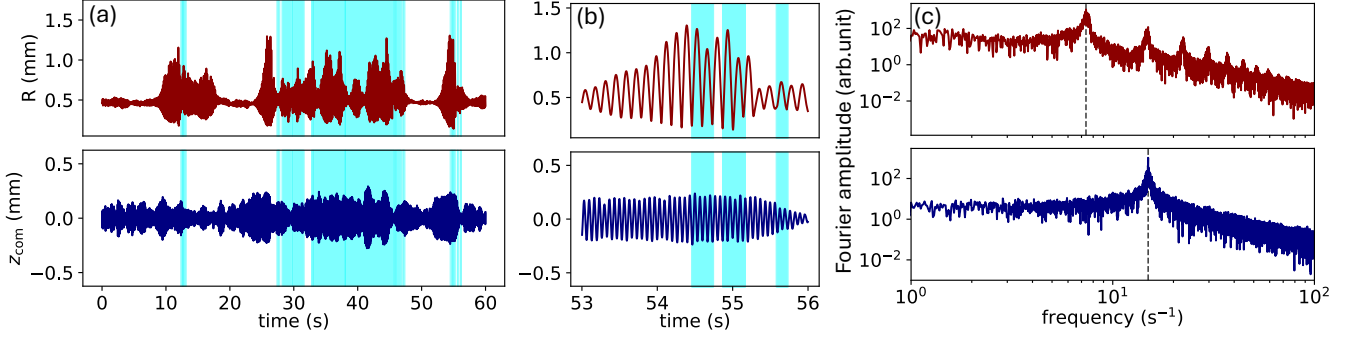 (a)
R (mm)
1.5
1.0
0.5
z_com (mm)
0.5
0.0
−0.5
0 10 20 30 40 50 60
time (s)
(b)
1.5
1.0
0.5
0.5
0.0
−0.5
53 54 55 56
time (s)
(c)
Fourier amplitude (arb.unit)
10²
10⁰
10⁻²
10²
10⁰
10⁻²
10⁰ 10¹ 10²
frequency (s⁻¹)